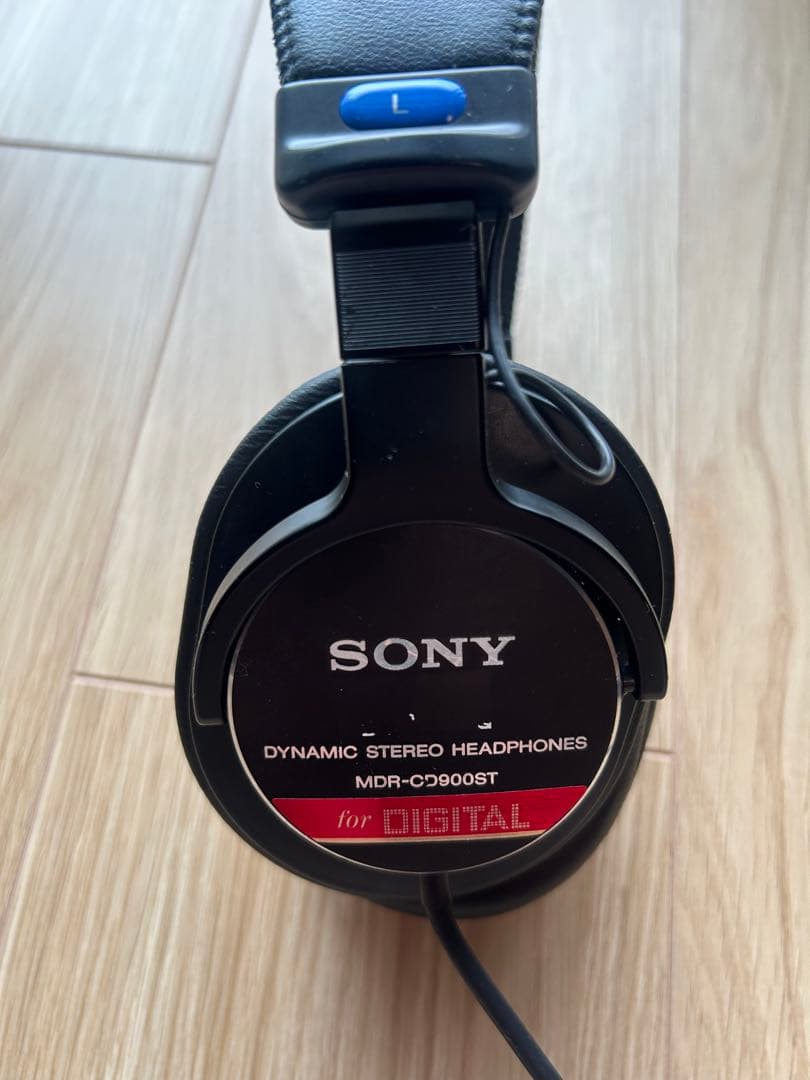 L
SONY
DYNAMIC STEREO HEADPHONES
MDR-CD900ST
for DIGITAL